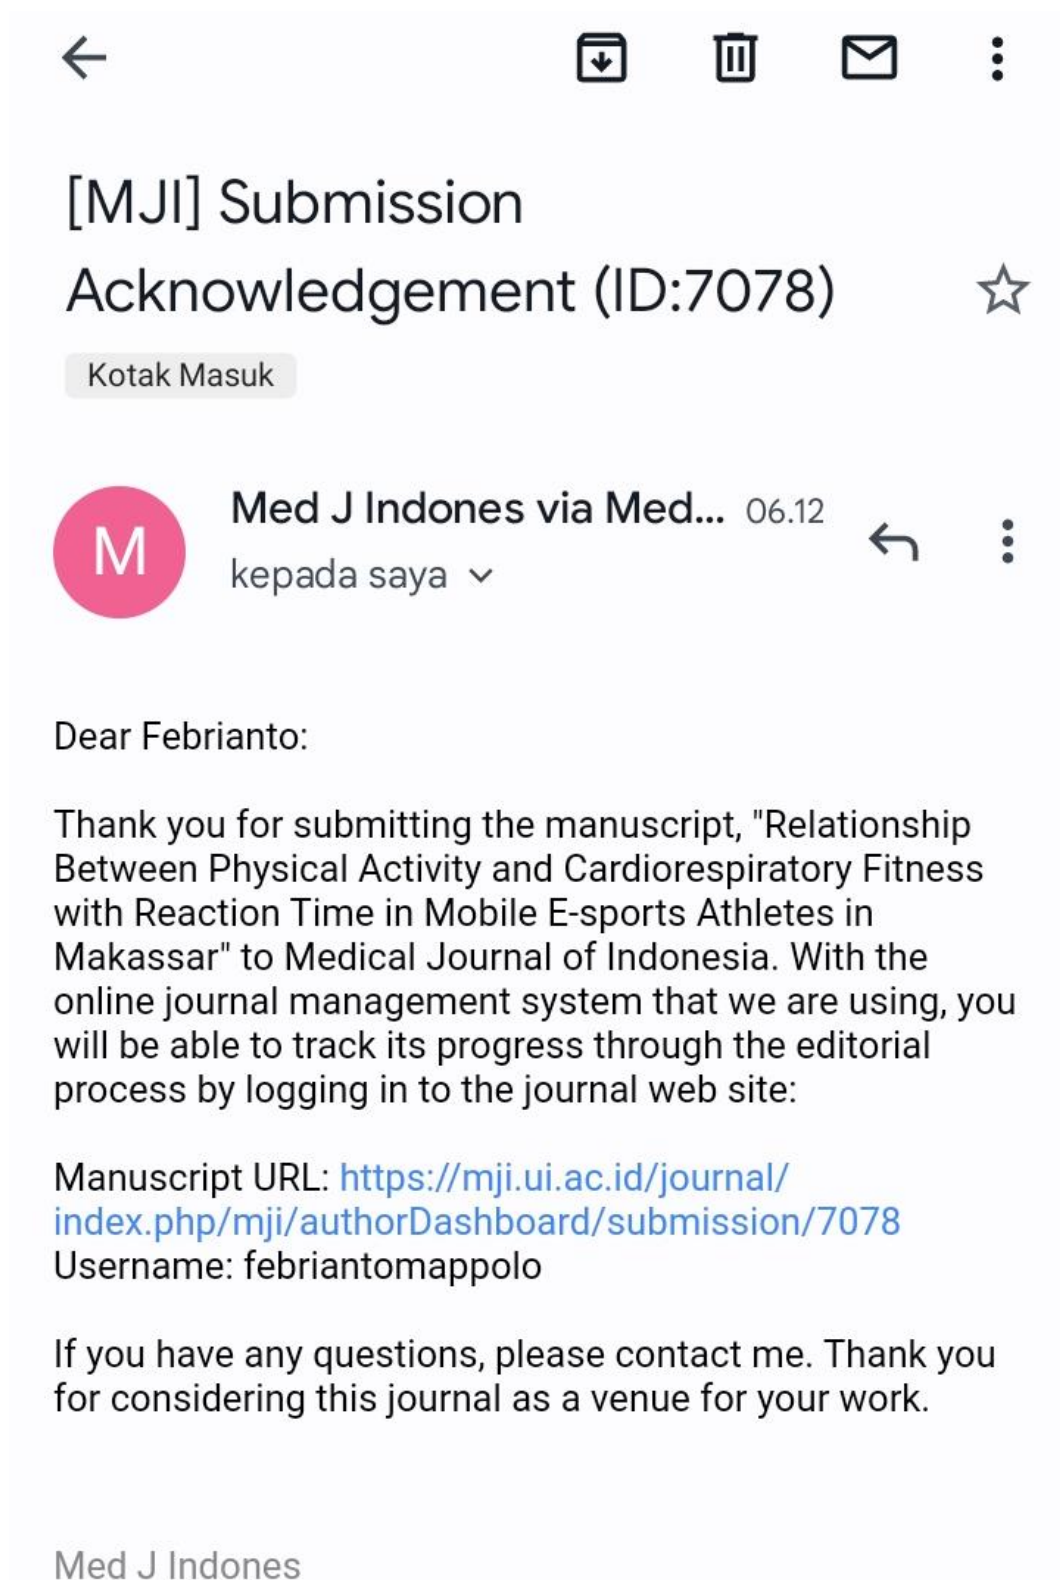 [MJI] Submission
Acknowledgement (ID:7078)
Kotak Masuk
M
Med J Indones via Med... 06.12
kepada saya
Dear Febrianto:
Thank you for submitting the manuscript, "Relationship
Between Physical Activity and Cardiorespiratory Fitness
with Reaction Time in Mobile E-sports Athletes in
Makassar" to Medical Journal of Indonesia. With the
online journal management system that we are using, you
will be able to track its progress through the editorial
process by logging in to the journal web site:
Manuscript URL: https://mji.ui.ac.id/journal/
index.php/mji/authorDashboard/submission/7078
Username: febriantomappolo
If you have any questions, please contact me. Thank you
for considering this journal as a venue for your work.
Med J Indones